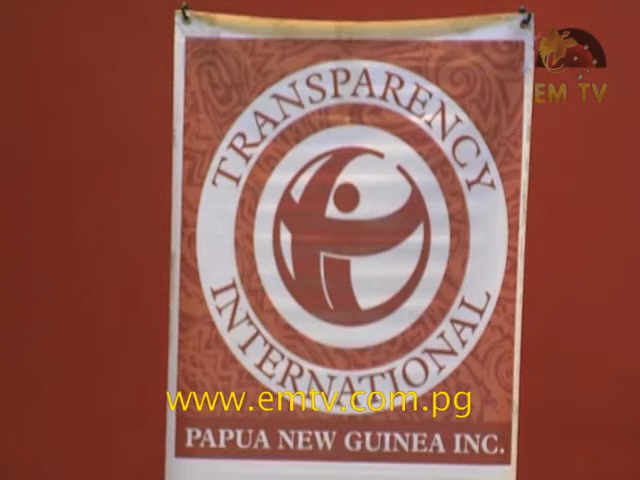 EM TV
TRANSPARENCY
INTERNATIONAL
www.emtv.com.pg
PAPUA NEW GUINEA INC.